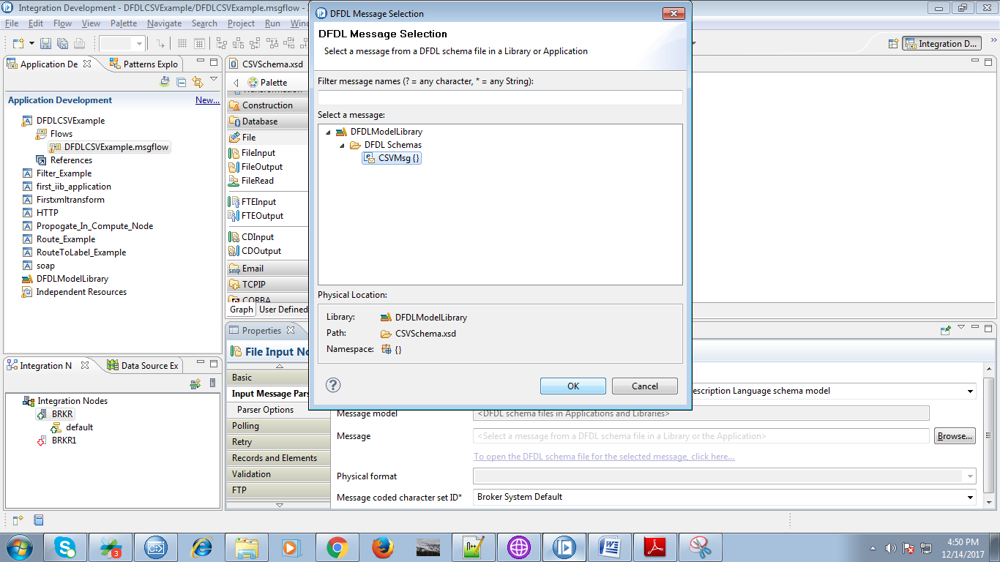 Integration Development - DFDLCSVExample/DFDLCSVExample.msgflow
File Edit Flow View Palette Navigate Search Project Run Wind
Application De
Patterns Explo
Application Development
New...
DFDLCSVExample
Flows
DFDLCSVExample.msgflow
References
Filter_Example
first_iib_application
Firstxmltransform
HTTP
Propogate_In_Compute_Node
Route_Example
RouteToLabel_Example
soap
DFDLModelLibrary
Independent Resources
Integration N
Data Source Ex
Integration Nodes
BRKR
default
BRKR1
CSVSchema.xsd
Palette
Transformation
Construction
Database
File
FileInput
FileOutput
FileRead
FTEInput
FTEOutput
CDInput
CDOutput
Email
TCPIP
CORBA
Graph User Defined
DFDL Message Selection
DFDL Message Selection
Select a message from a DFDL schema file in a Library or Application
Filter message names (? = any character, * = any String):
Select a message:
DFDLModelLibrary
DFDL Schemas
CSVMsg {}
Physical Location:
Library: DFDLModelLibrary
Path: CSVSchema.xsd
Namespace: {}
OK
Cancel
Integration D...
Properties
File Input No
Basic
Input Message Pars
Parser Options
Polling
Retry
Records and Elements
Validation
FTP
escription Language schema model
Message model <DFDL schema files in Applications and Libraries>
Message <Select a message from a DFDL schema file in a Library or the Application> Browse...
To open the DFDL schema file for the selected message, click here...
Physical format
Message coded character set ID* Broker System Default
3
4:50 PM
12/14/2017